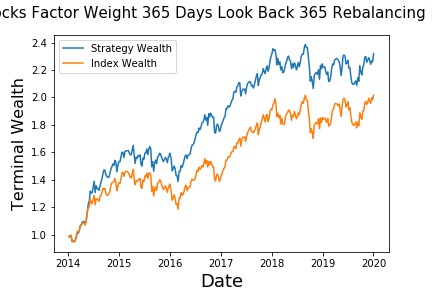 cks Factor Weight 365 Days Look Back 365 Rebalancing
Strategy Wealth
Index Wealth
Terminal Wealth
2.4
2.2
2.0
1.8
1.6
1.4
1.2
1.0
2014 2015 2016 2017 2018 2019 2020
Date